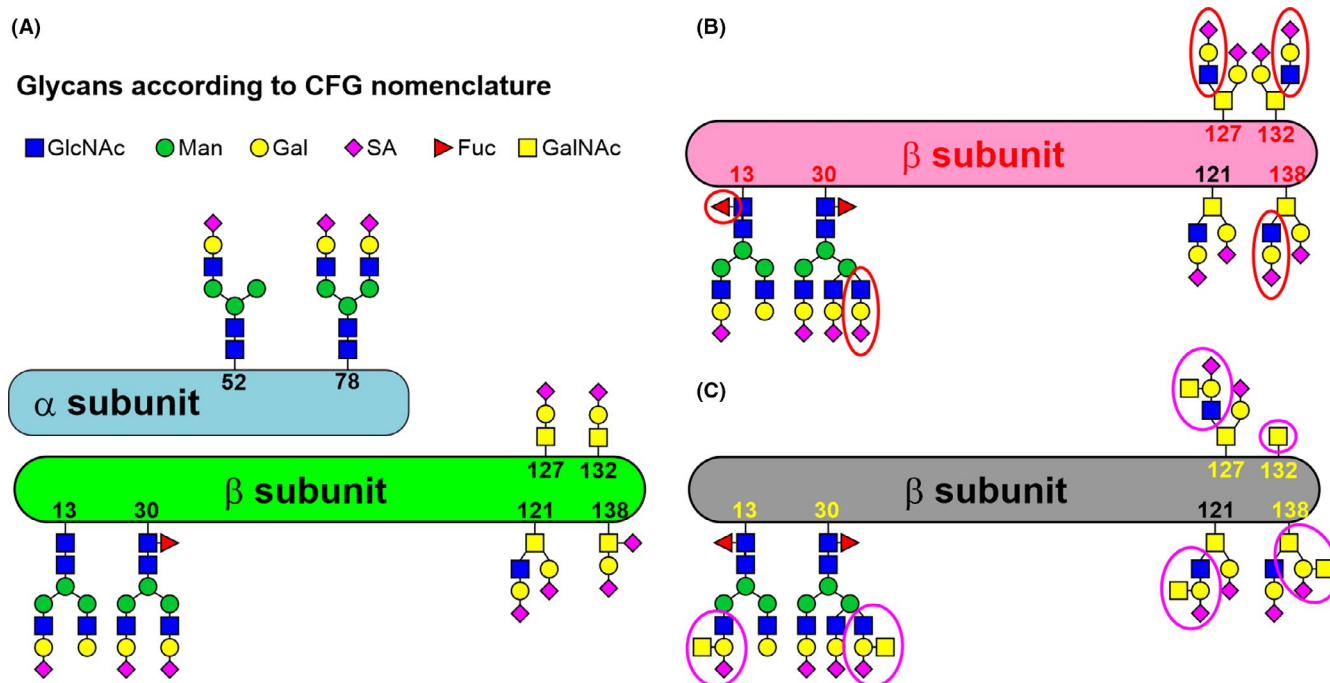 (A)
Glycans according to CFG nomenclature
GlcNAc Man Gal SA Fuc GalNAc
52 78
α subunit
127 132
β subunit
13 30 121 138
(B)
127 132
β subunit
13 30 121 138
(C)
127 132
β subunit
13 30 121 138